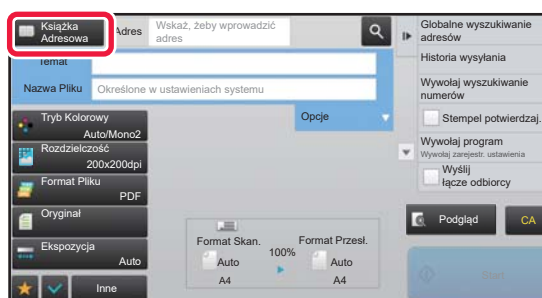 Książka
Adresowa
Adres
Wskaż, żeby wprowadzić
adres
Temat
Nazwa Pliku
Określone w ustawieniach systemu
Tryb Kolorowy
Auto/Mono2
Rozdzielczość
200x200dpi
Format Pliku
PDF
Oryginał
Ekspozycja
Auto
Inne
Opcje
Format Skan.
100%
Format Przesł.
Auto
Auto
A4
A4
Globalne wyszukiwanie
adresów
Historia wysyłania
Wywołaj wyszukiwanie
numerów
Stempel potwierdzaj.
Wywołaj program
Wywołaj zarejestr. ustawienia
Wyślij
łącze odbiorcy
Podgląd
CA
Start